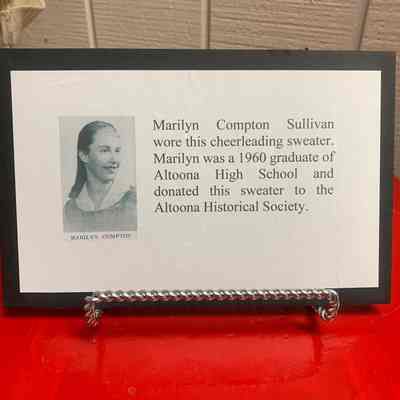 Marilyn Compton Sullivan
wore this cheerleading sweater.
Marilyn was a 1960 graduate of
Altoona High School and
donated this sweater to the
Altoona Historical Society.
MARILYN COMPTON